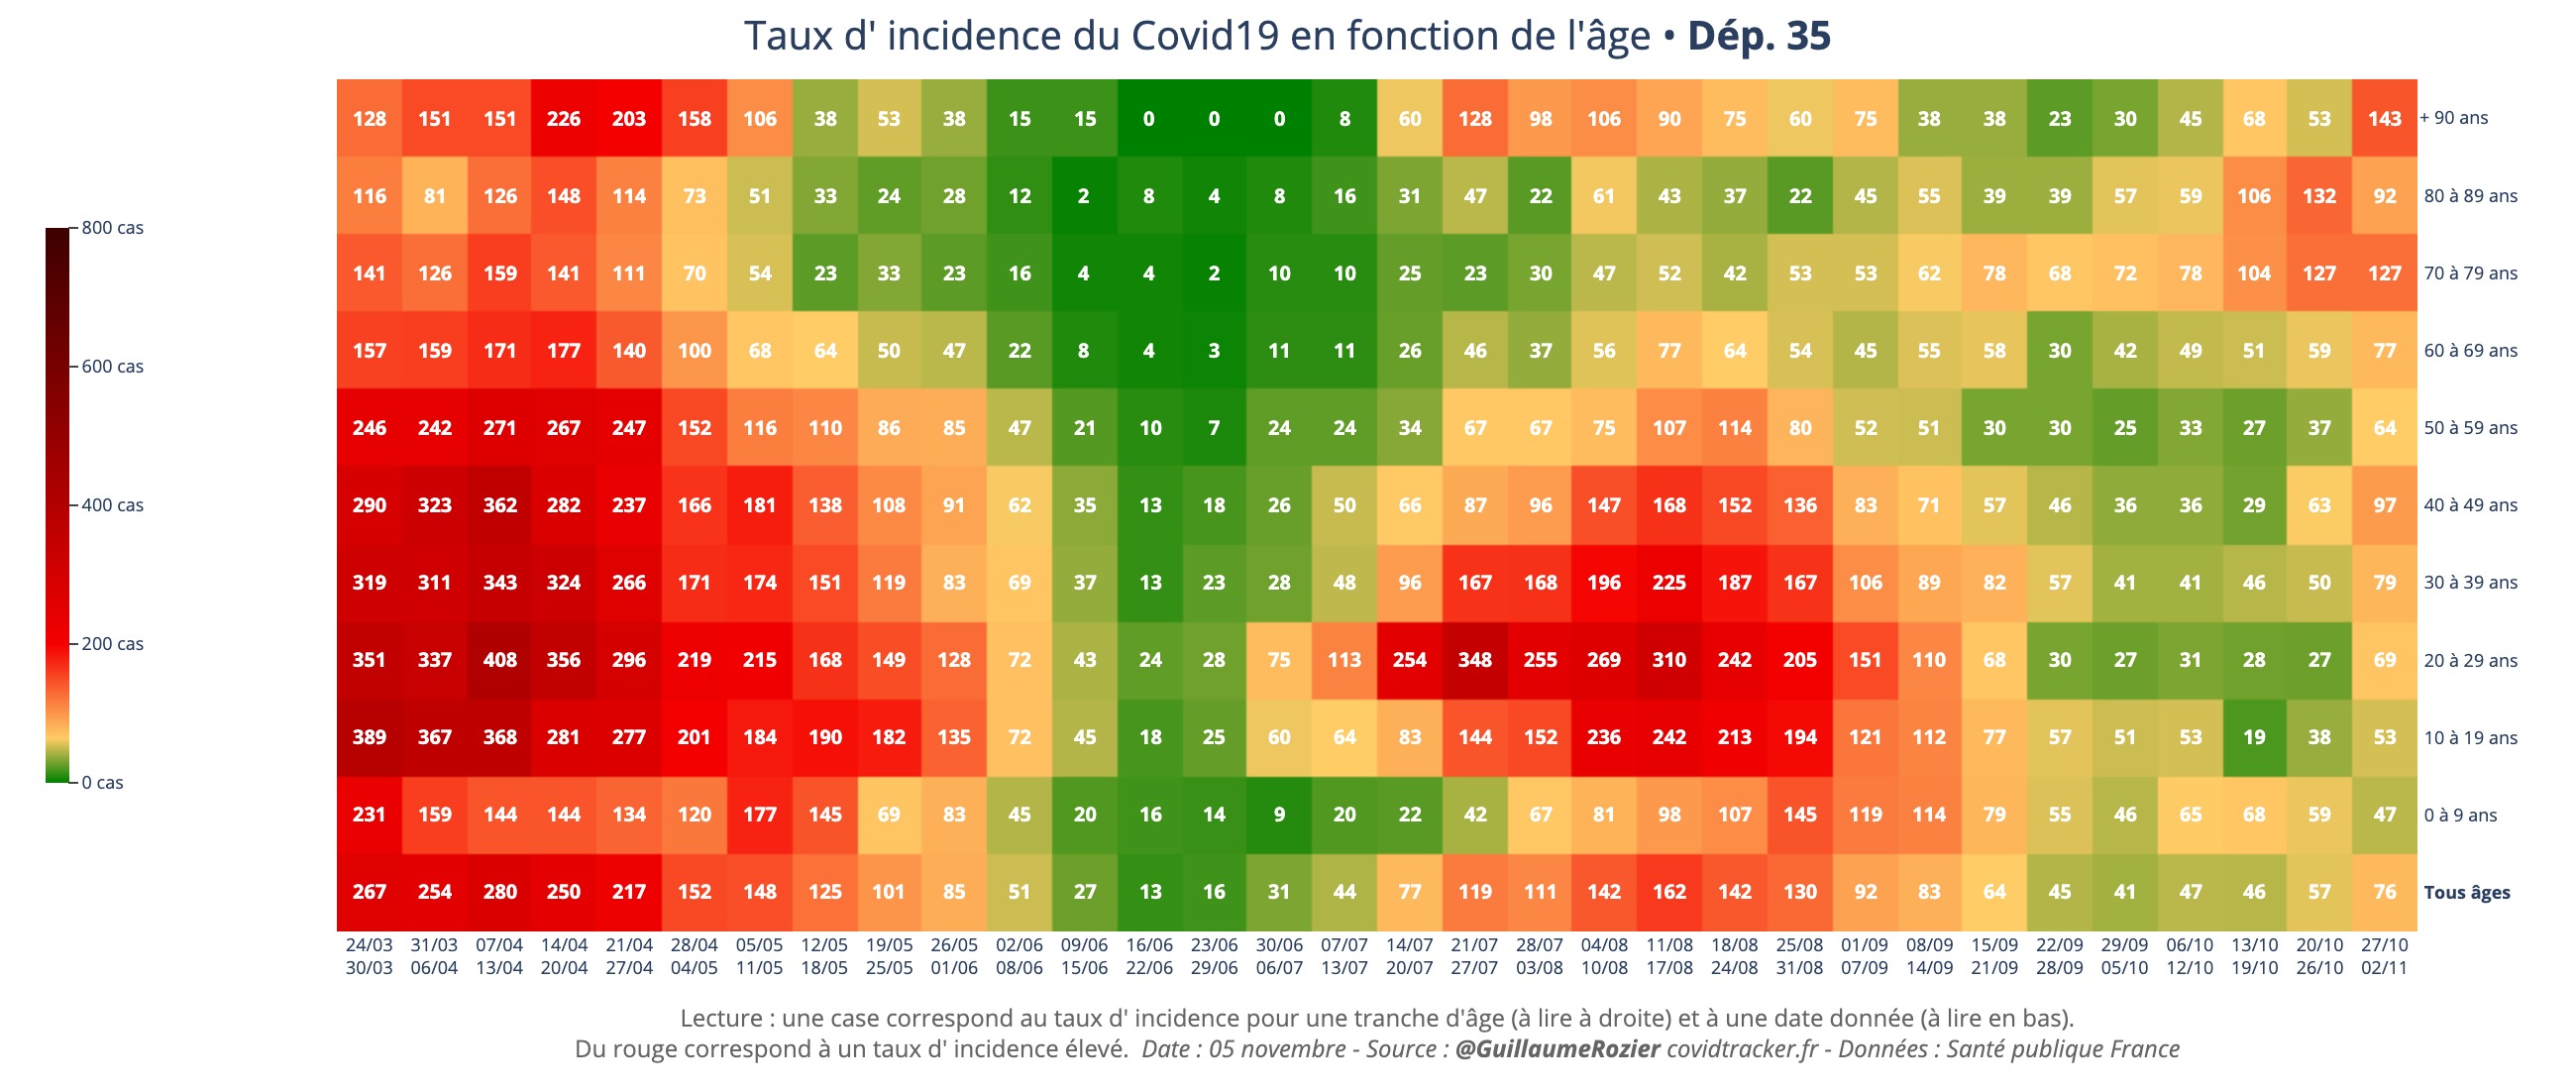 Taux d' incidence du Covid19 en fonction de l'âge • Dép. 35
128 151 151 226 203 158 106 38 53 38 15 15 0 0 0 8 60 128 98 106 90 75 60 75 38 38 23 30 45 68 53 143 + 90 ans
116 81 126 148 114 73 51 33 24 28 12 2 8 4 8 16 31 47 22 61 43 37 22 45 55 39 39 57 59 106 132 92 80 à 89 ans
800 cas
141 126 159 141 111 70 54 23 33 23 16 4 4 2 10 10 25 23 30 47 52 42 53 53 62 78 68 72 78 104 127 127 70 à 79 ans
157 159 171 177 140 100 68 64 50 47 22 8 4 3 11 11 26 46 37 56 77 64 54 45 55 58 30 42 49 51 59 77 60 à 69 ans
600 cas
246 242 271 267 247 152 116 110 86 85 47 21 10 7 24 24 34 67 67 75 107 114 80 52 51 30 30 25 33 27 37 64 50 à 59 ans
400 cas
290 323 362 282 237 166 181 138 108 91 62 35 13 18 26 50 66 87 96 147 168 152 136 83 71 57 46 36 36 29 63 97 40 à 49 ans
319 311 343 324 266 171 174 151 119 83 69 37 13 23 28 48 96 167 168 196 225 187 167 106 89 82 57 41 41 46 50 79 30 à 39 ans
200 cas
351 337 408 356 296 219 215 168 149 128 72 43 24 28 75 113 254 348 255 269 310 242 205 151 110 68 30 27 31 28 27 69 20 à 29 ans
389 367 368 281 277 201 184 190 182 135 72 45 18 25 60 64 83 144 152 236 242 213 194 121 112 77 57 51 53 19 38 53 10 à 19 ans
0 cas
231 159 144 144 134 120 177 145 69 83 45 20 16 14 9 20 22 42 67 81 98 107 145 119 114 79 55 46 65 68 59 47 0 à 9 ans
267 254 280 250 217 152 148 125 101 85 51 27 13 16 31 44 77 119 111 142 162 142 130 92 83 64 45 41 47 46 57 76 Tous âges
24/03 31/03 07/04 14/04 21/04 28/04 05/05 12/05 19/05 26/05 02/06 09/06 16/06 23/06 30/06 07/07 14/07 21/07 28/07 04/08 11/08 18/08 25/08 01/09 08/09 15/09 22/09 29/09 06/10 13/10 20/10 27/10
30/03 06/04 13/04 20/04 27/04 04/05 11/05 18/05 25/05 01/06 08/06 15/06 22/06 29/06 06/07 13/07 20/07 27/07 03/08 10/08 17/08 24/08 31/08 07/09 14/09 21/09 28/09 05/10 12/10 19/10 26/10 02/11
Lecture : une case correspond au taux d' incidence pour une tranche d'âge (à lire à droite) et à une date donnée (à lire en bas).
Du rouge correspond à un taux d' incidence élevé. Date : 05 novembre - Source : @GuillaumeRozier covidtracker.fr - Données : Santé publique France